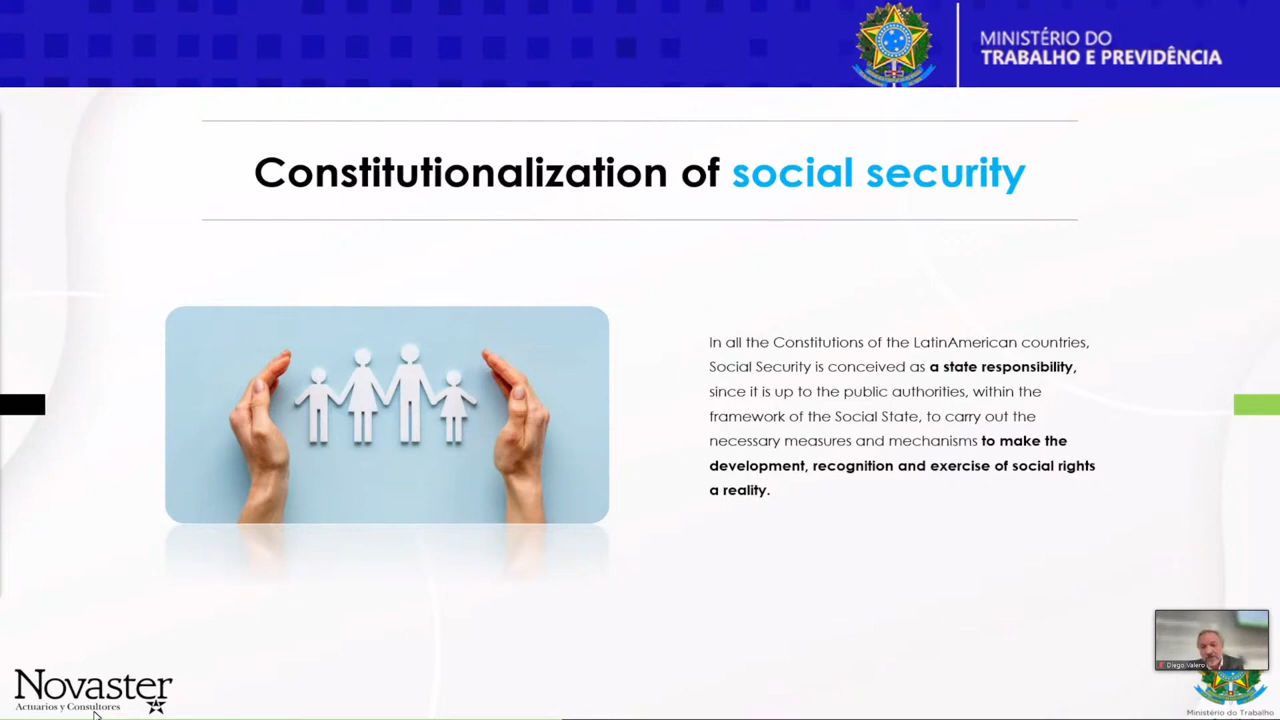 MINISTÉRIO DO
TRABALHO E PREVIDÊNCIA
Constitutionalization of social security
In all the Constitutions of the LatinAmerican countries,
Social Security is conceived as a state responsibility,
since it is up to the public authorities, within the
framework of the Social State, to carry out the
necessary measures and mechanisms to make the
development, recognition and exercise of social rights
a reality.
Diego Valero
Novaster
Actuarios y Consultores
Ministério do Trabalho